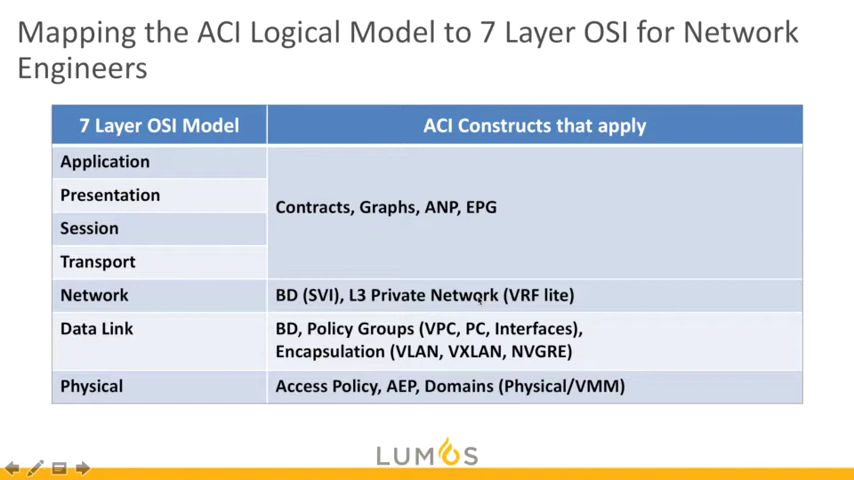 Mapping the ACI Logical Model to 7 Layer OSI for Network
Engineers
7 Layer OSI Model
ACI Constructs that apply
Application
Presentation
Session
Transport
Contracts, Graphs, ANP, EPG
Network
BD (SVI), L3 Private Network (VRF lite)
Data Link
BD, Policy Groups (VPC, PC, Interfaces),
Encapsulation (VLAN, VXLAN, NVGRE)
Physical
Access Policy, AEP, Domains (Physical/VMM)
LUMOS